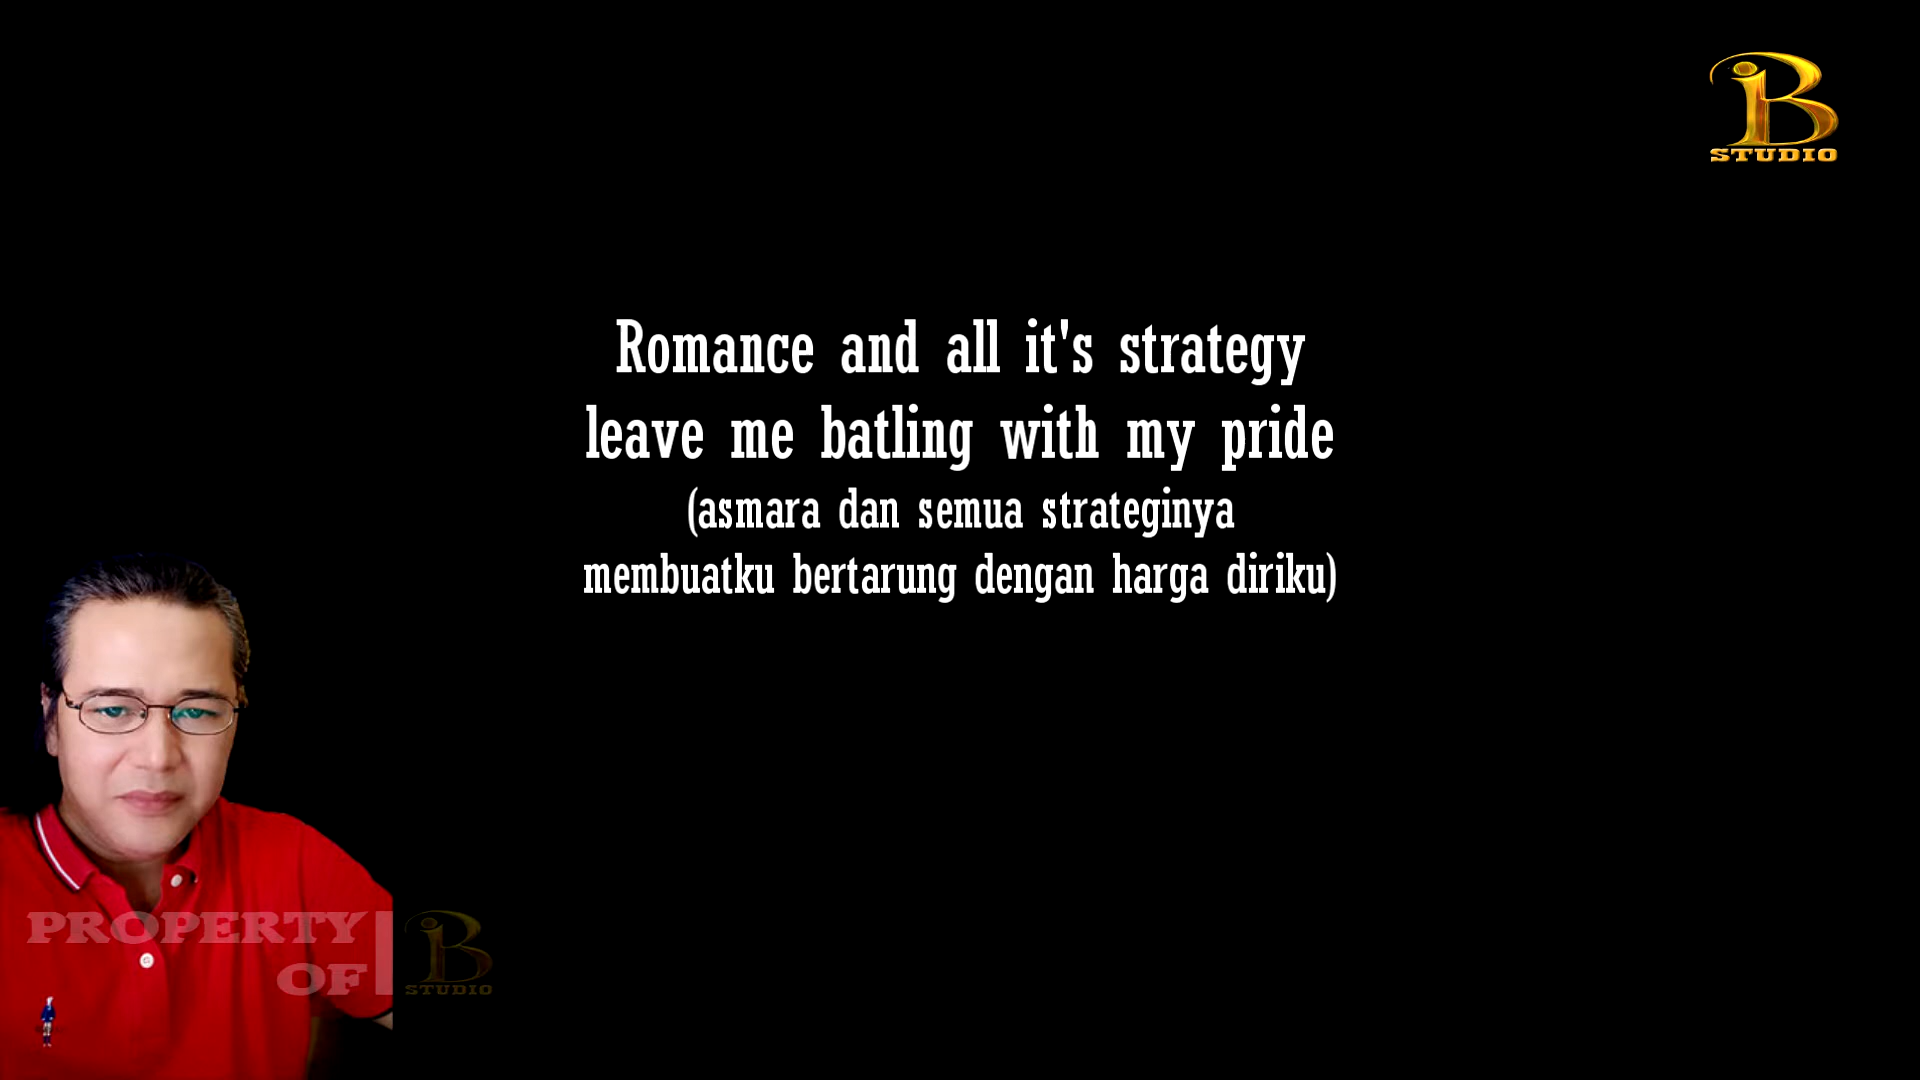 B
STUDIO
Romance and all it's strategy
leave me batling with my pride
(asmara dan semua strateginya
membuatku bertarung dengan harga diriku)
PROPERTY
OF
B
STUDIO